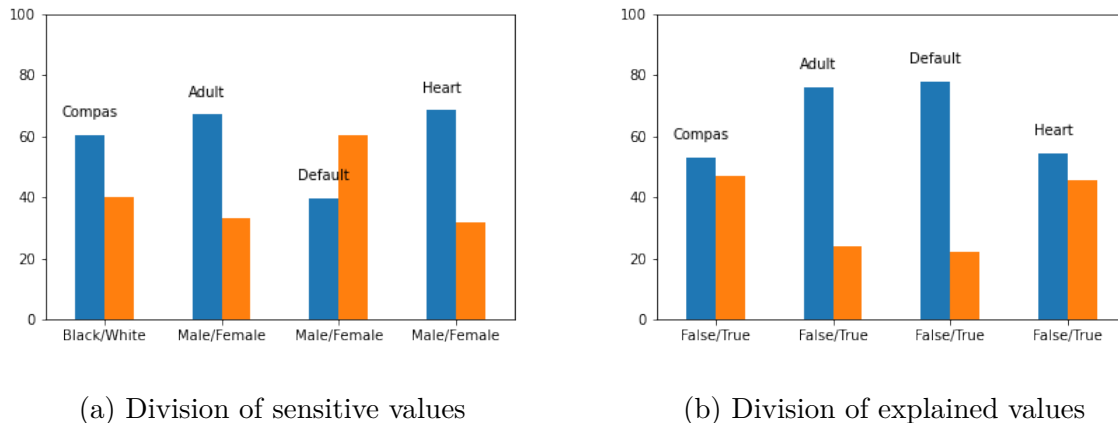 100
80
60
40
20
0
Compas
Adult
Default
Heart
Black/White Male/Female Male/Female Male/Female
(a) Division of sensitive values
100
80
60
40
20
0
Compas
Adult
Default
Heart
False/True False/True False/True False/True
(b) Division of explained values